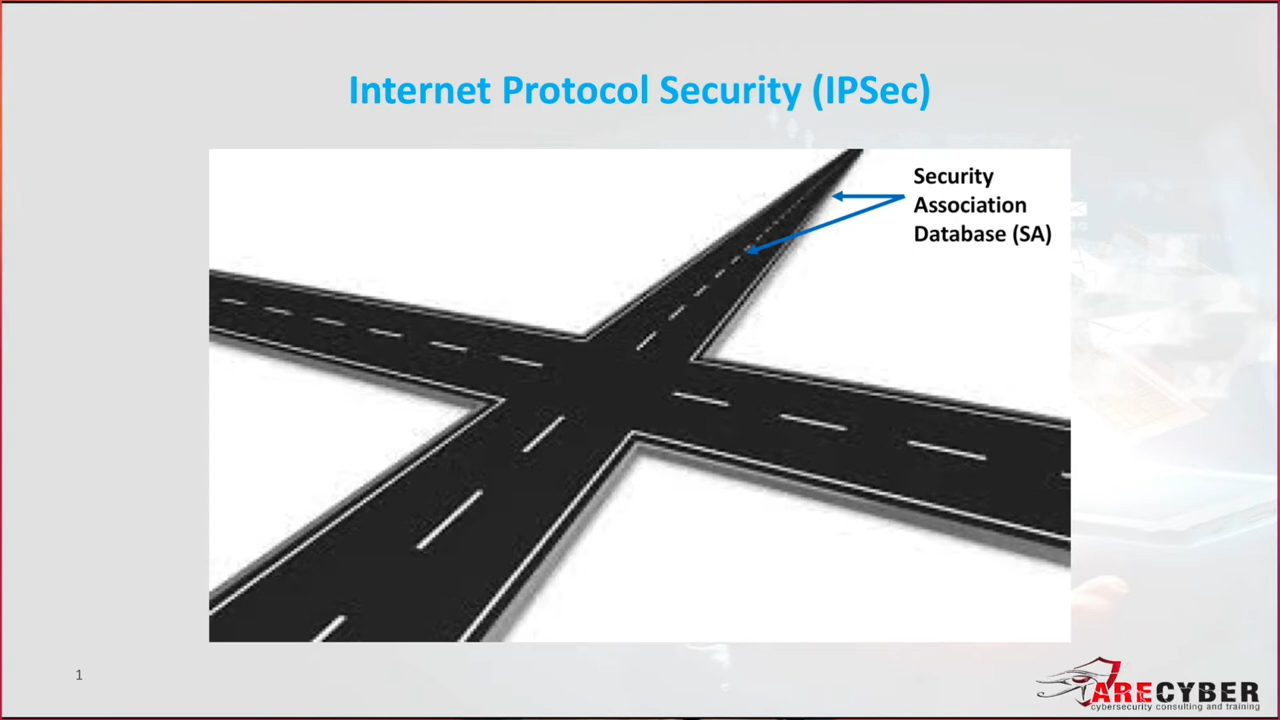 Internet Protocol Security (IPSec)
Security
Association
Database (SA)
1
ARECYBER
cybersecurity consulting and training